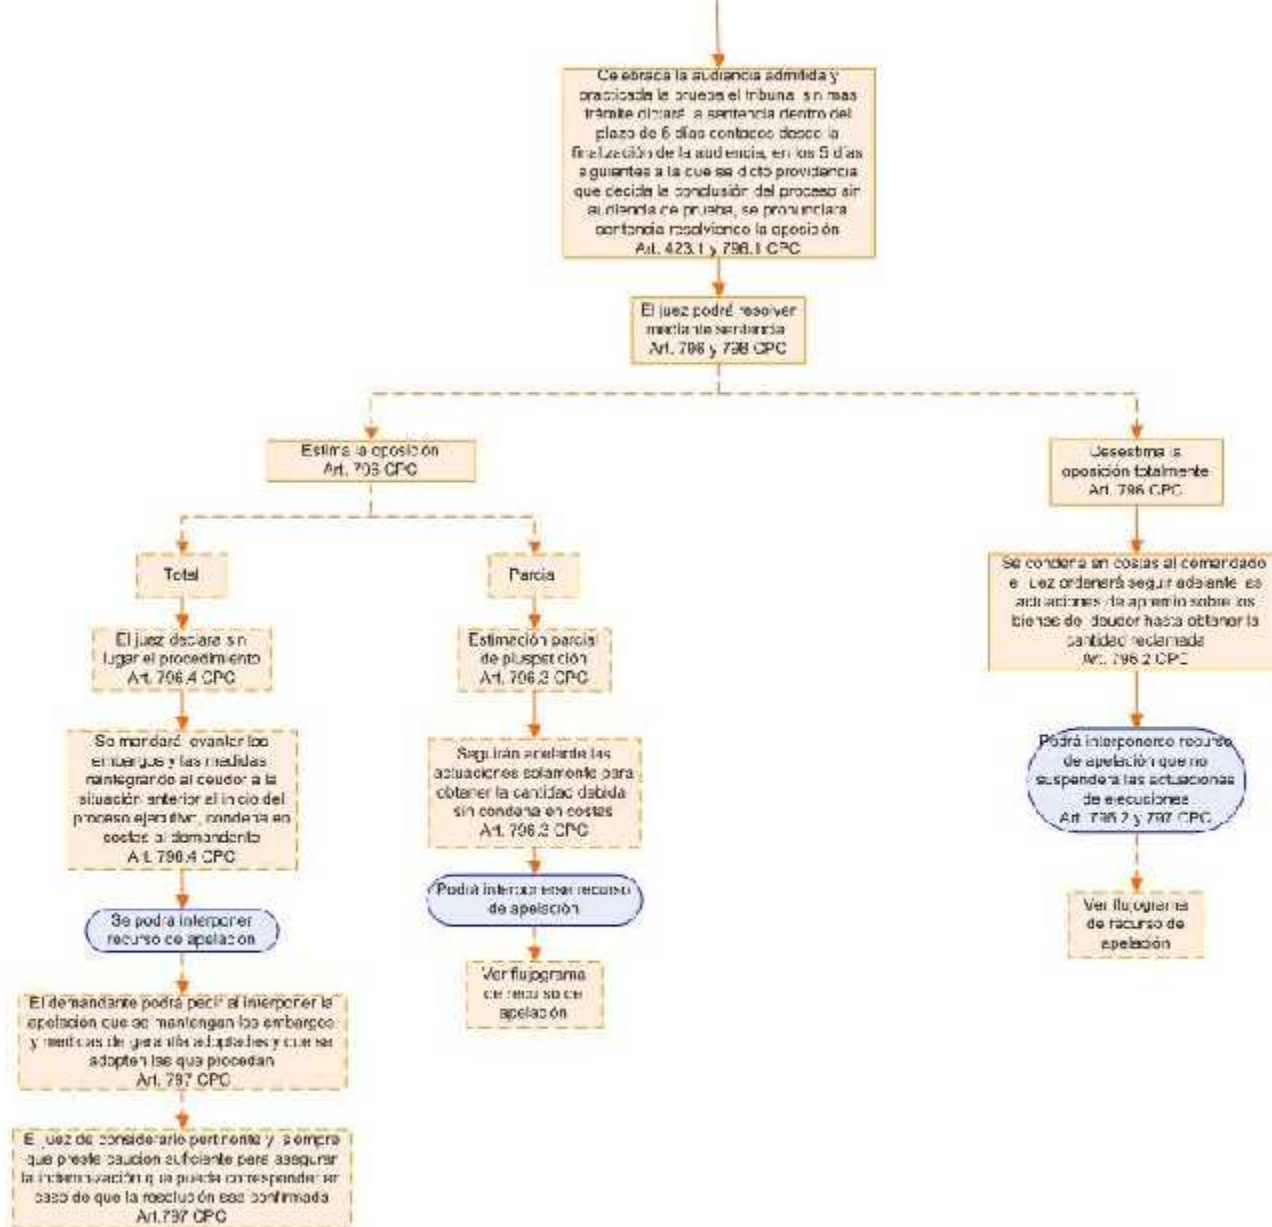 Celebrada la audiencia admitida y
practicada la prueba el tribunal sin mas
trámite dictará la sentencia dentro del
plazo de 5 días contados desde la
finalización de la audiencia, en los 5 días
siguientes a la que se dictó providencia
que decida la conclusión del proceso sin
audiencia de prueba, se pronunciara
sentencia resolviendo la oposición
Art. 423.1 y 796.1 CPC
El juez podrá resolver
mediante sentencia
Art. 796 y 798 CPC
Estima la oposición
Art. 796 CPC
Desestima la
oposición totalmente
Art. 796 CPC
Total
Parcial
El juez declara sin
lugar el procedimiento
Art. 796.4 CPC
Estimación parcial
de pluspetición
Art. 796.3 CPC
Se condena en costas al demandado
el juez ordenará seguir adelante las
actuaciones de apremio sobre los
bienes del deudor hasta obtener la
cantidad reclamada
Art. 796.2 CPC
Se mandará levantar los
embargos y las medidas
reintegrando al deudor a la
situación anterior al inicio del
proceso ejecutivo, condena en
costas al demandante
Art. 796.4 CPC
Seguirán adelante las
actuaciones solamente para
obtener la cantidad debida
sin condena en costas
Art. 796.3 CPC
Podrá interponerse recurso
de apelación que no
suspenderá las actuaciones
de ejecusiones
Art. 796.2 y 797 CPC
Se podrá interponer
recurso de apelación
Podrá interponerse recurso
de apelación
Ver flujograma
de recurso de
apelación
Ver flujograma
de recurso de
apelación
El demandante podrá pedir al interponer la
apelación que se mantengan los embargos
y medidas de garantía adoptadas y que se
adopten las que procedan
Art. 797 CPC
El juez de considerarlo pertinente y siempre
que preste caución suficiente para asegurar
la indemnización que pueda corresponder en
caso de que la resolución sea confirmada
Art.797 CPC